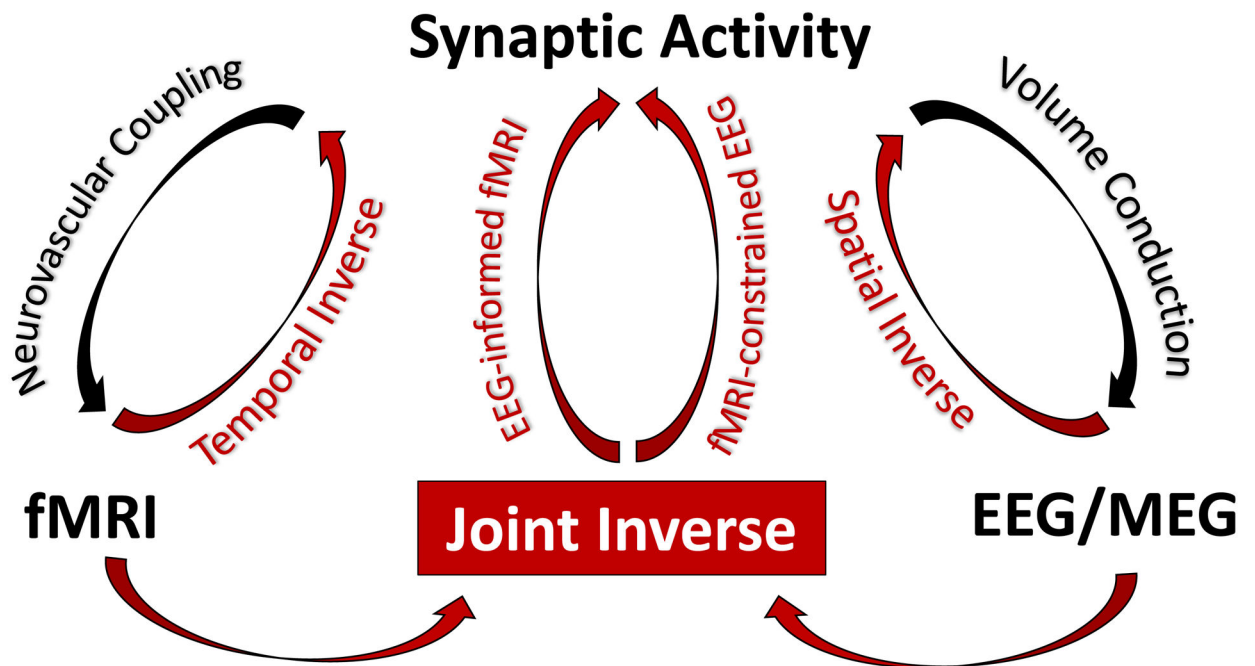 Synaptic Activity
Neurovascular Coupling
Temporal Inverse
EEG-informed fMRI
fMRI-constrained EEG
Spatial Inverse
Volume Conduction
fMRI
Joint Inverse
EEG/MEG